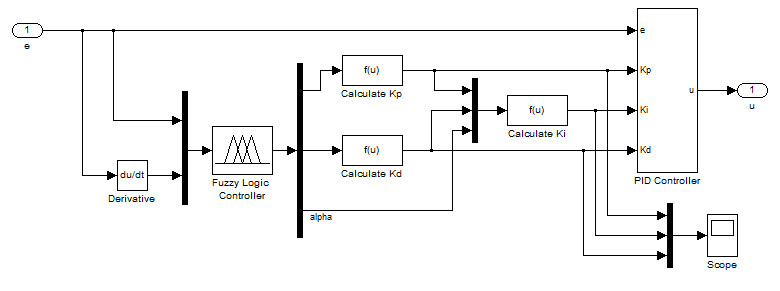 1
e
du/dt
Derivative
Fuzzy Logic
Controller
f(u)
Calculate Kp
f(u)
Calculate Kd
alpha
f(u)
Calculate Ki
e
Kp
Ki
Kd
u
PID Controller
1
u
Scope